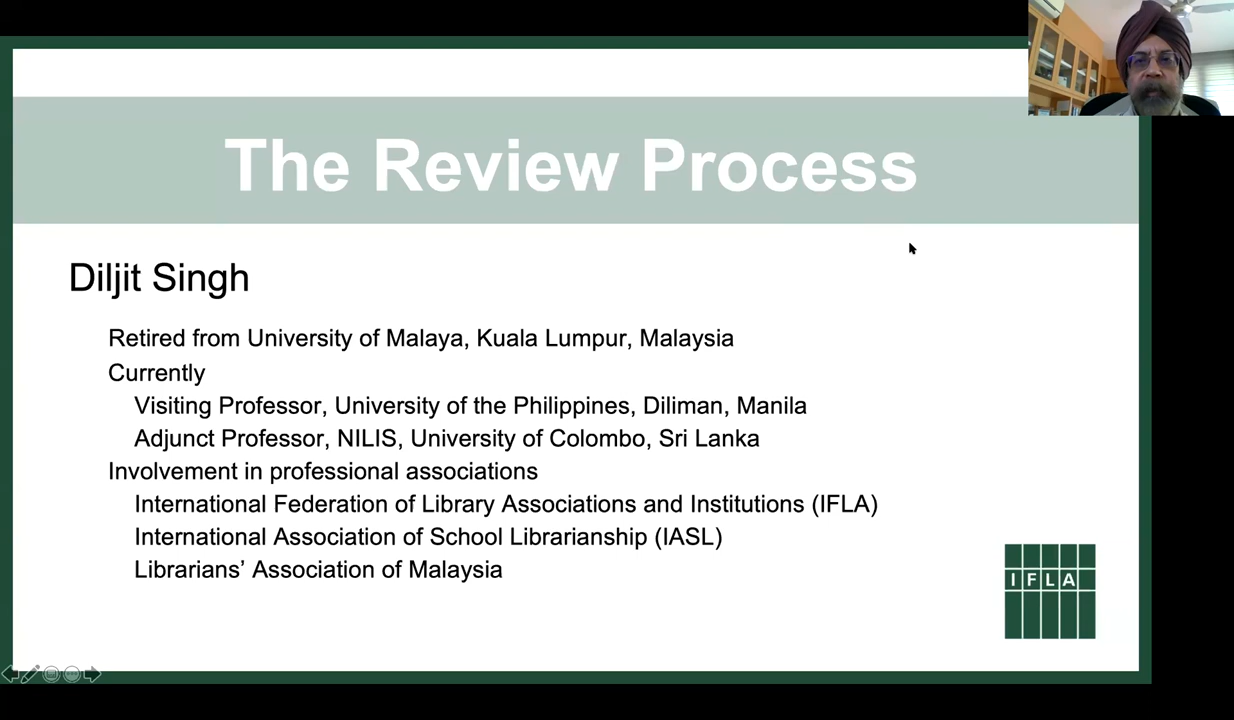 The Review Process
Diljit Singh
Retired from University of Malaya, Kuala Lumpur, Malaysia
Currently
Visiting Professor, University of the Philippines, Diliman, Manila
Adjunct Professor, NILIS, University of Colombo, Sri Lanka
Involvement in professional associations
International Federation of Library Associations and Institutions (IFLA)
International Association of School Librarianship (IASL)
Librarians’ Association of Malaysia
IFLA